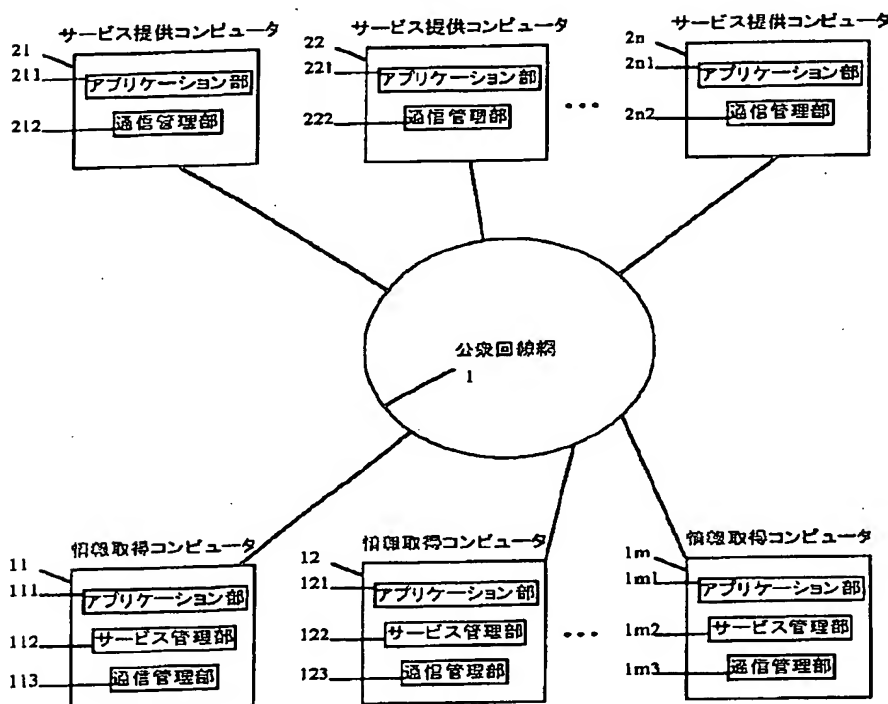 サービス提供コンピュータ
サービス提供コンピュータ
サービス提供コンピュータ
21
211
アプリケーション部
212
通信管理部
22
221
アプリケーション部
222
通信管理部
...
2n
2n1
アプリケーション部
2n2
通信管理部
公衆回線網
1
情報取得コンピュータ
情報取得コンピュータ
情報取得コンピュータ
11
111
アプリケーション部
112
サービス管理部
113
通信管理部
12
121
アプリケーション部
122
サービス管理部
123
通信管理部
...
1m
1m1
アプリケーション部
1m2
サービス管理部
1m3
通信管理部